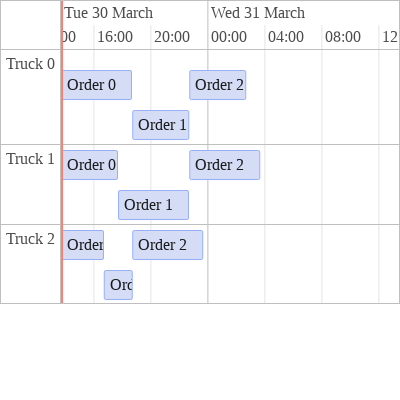 Tue 30 March Wed 31 March
00 16:00 20:00 00:00 04:00 08:00 12
Truck 0
Order 0 Order 2
Order 1
Truck 1
Order 0 Order 2
Order 1
Truck 2
Order Order 2
Ord